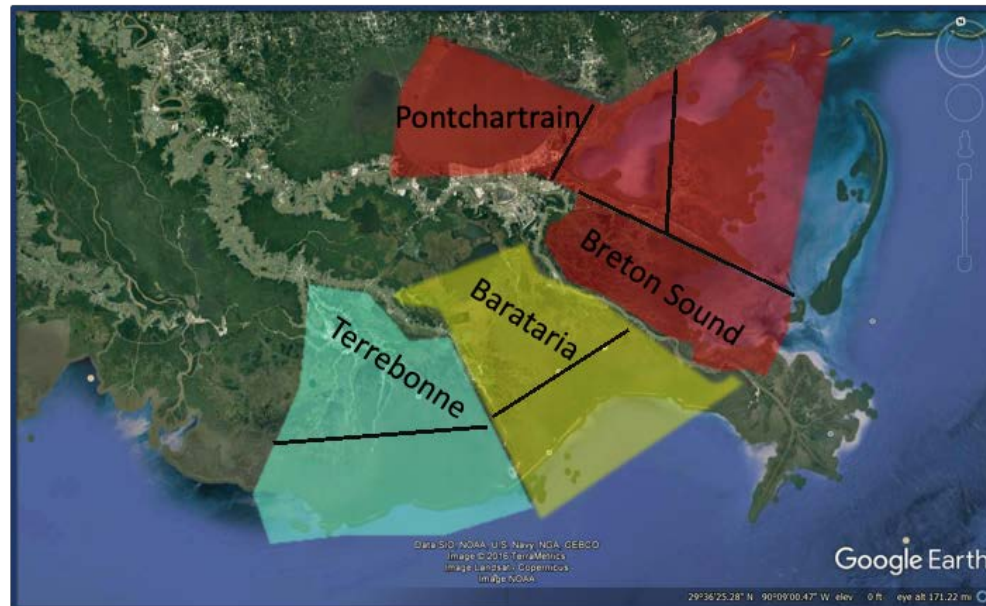 Pontchartrain
Breton Sound
Barataria
Terrebonne
Data SIO, NOAA, U.S. Navy, NGA, GEBCO
Image © 2016 TerraMetrics
Image Landsat - Copernicus
Image NOAA
Google Earth
29°36'25.28" N 90°09'00.47" W elev 0 ft eye alt 171.22 mi
N